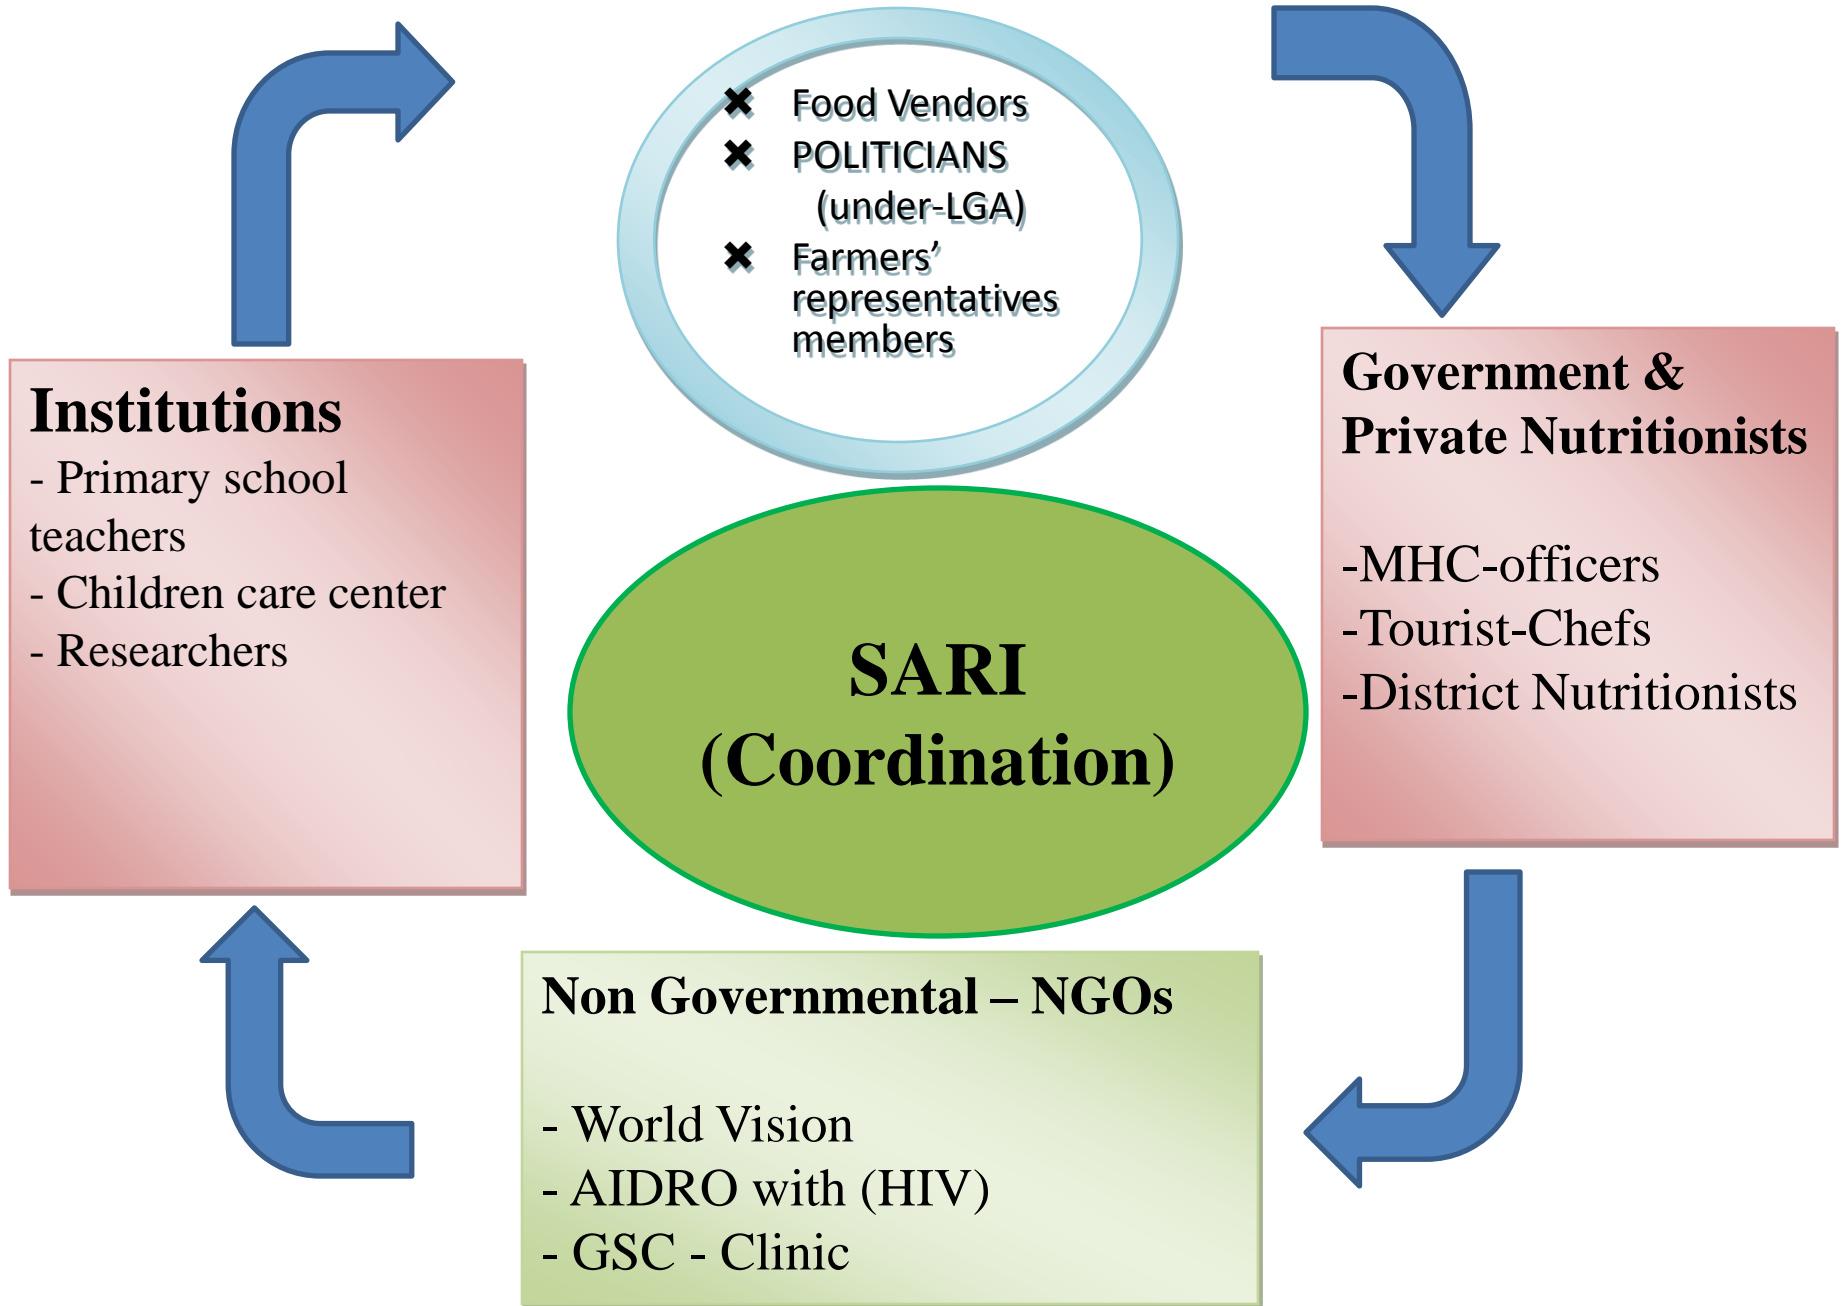 ✖ Food Vendors
✖ POLITICIANS
(under-LGA)
✖ Farmers’
representatives
members
Institutions
- Primary school
teachers
- Children care center
- Researchers
Government &
Private Nutritionists
-MHC-officers
-Tourist-Chefs
-District Nutritionists
SARI
(Coordination)
Non Governmental – NGOs
- World Vision
- AIDRO with (HIV)
- GSC - Clinic